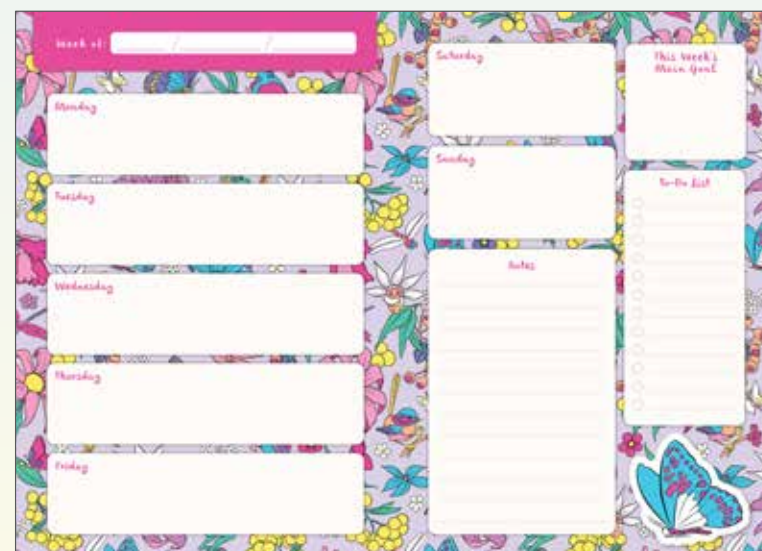 Week of: / /
Monday
Tuesday
Wednesday
Thursday
Friday
Saturday
Sunday
Notes
This Week's
Main Goal
To-Do List